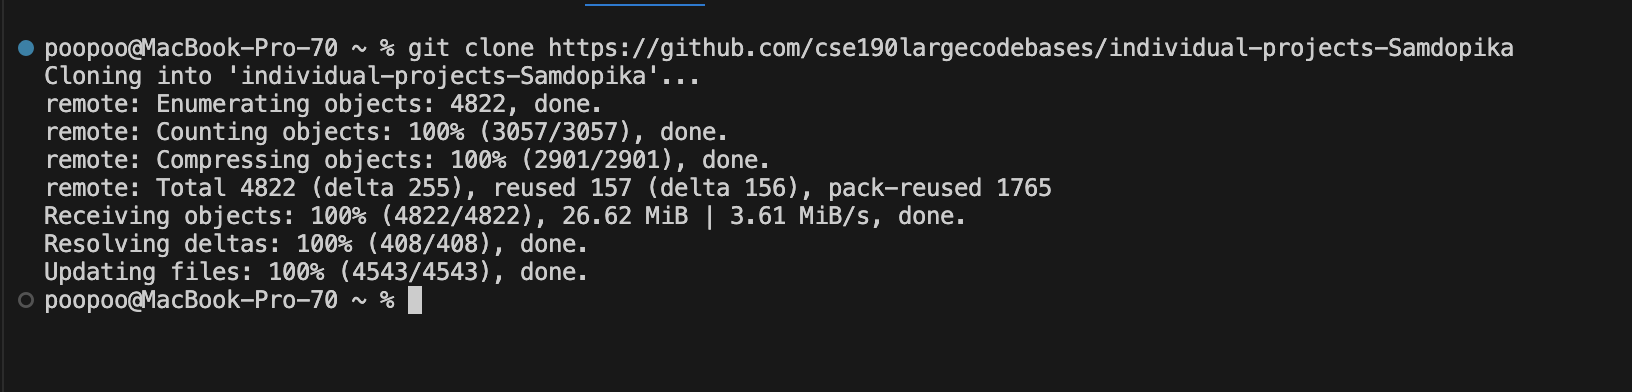 poopoo@MacBook-Pro-70 ~ % git clone https://github.com/cse190largecodebases/individual-projects-Samdopika
Cloning into 'individual-projects-Samdopika'...
remote: Enumerating objects: 4822, done.
remote: Counting objects: 100% (3057/3057), done.
remote: Compressing objects: 100% (2901/2901), done.
remote: Total 4822 (delta 255), reused 157 (delta 156), pack-reused 1765
Receiving objects: 100% (4822/4822), 26.62 MiB | 3.61 MiB/s, done.
Resolving deltas: 100% (408/408), done.
Updating files: 100% (4543/4543), done.
poopoo@MacBook-Pro-70 ~ %